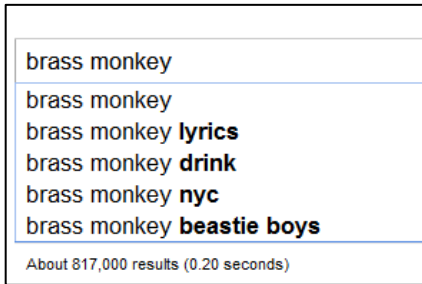 brass monkey
brass monkey
brass monkey lyrics
brass monkey drink
brass monkey nyc
brass monkey beastie boys
About 817,000 results (0.20 seconds)